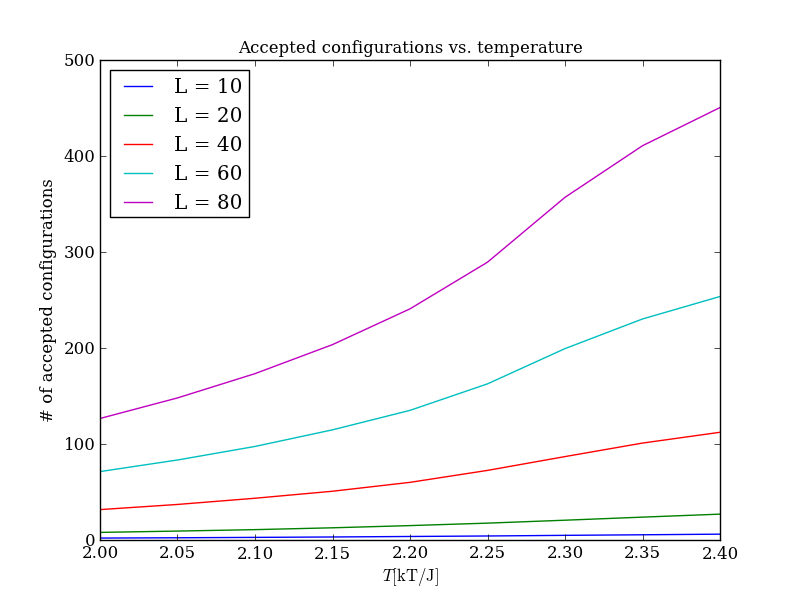 Accepted configurations vs. temperature
500
400
300
200
100
0
# of accepted configurations
L = 10
L = 20
L = 40
L = 60
L = 80
2.00 2.05 2.10 2.15 2.20 2.25 2.30 2.35 2.40
T[kT/J]